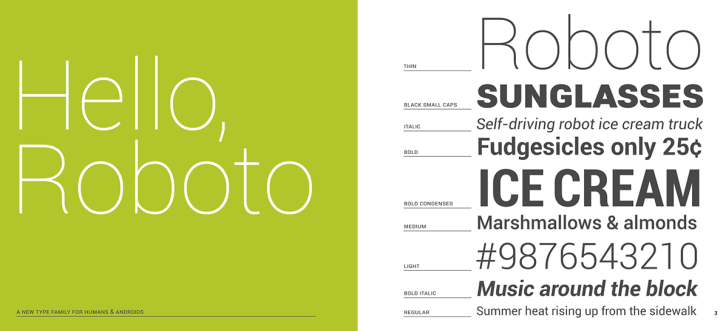 Hello,
Roboto
A NEW TYPE FAMILY FOR HUMANS & ANDROIDS
THIN
Roboto
BLACK SMALL CAPS
SUNGLASSES
ITALIC
Self-driving robot ice cream truck
BOLD
Fudgesicles only 25¢
BOLD CONDENSED
ICE CREAM
MEDIUM
Marshmallows & almonds
LIGHT
#9876543210
BOLD ITALIC
Music around the block
REGULAR
Summer heat rising up from the sidewalk
3